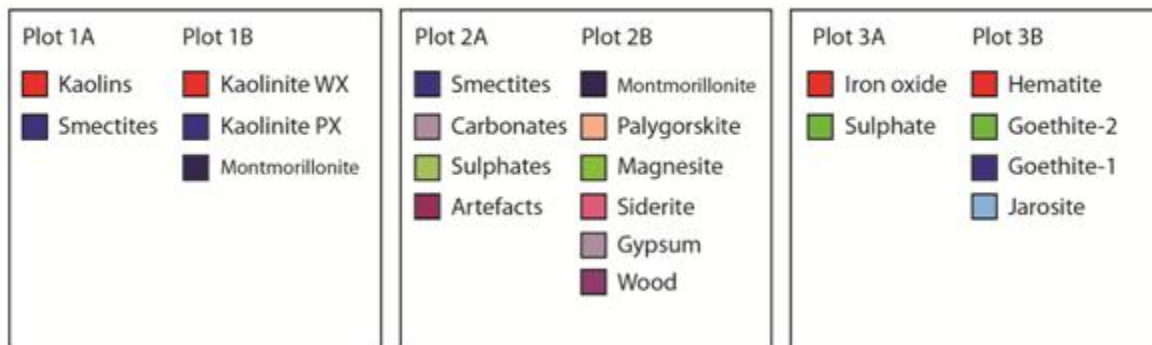 Plot 1A
Kaolins
Smectites
Plot 1B
Kaolinite WX
Kaolinite PX
Montmorillonite
Plot 2A
Smectites
Carbonates
Sulphates
Artefacts
Plot 2B
Montmorillonite
Palygorskite
Magnesite
Siderite
Gypsum
Wood
Plot 3A
Iron oxide
Sulphate
Plot 3B
Hematite
Goethite-2
Goethite-1
Jarosite